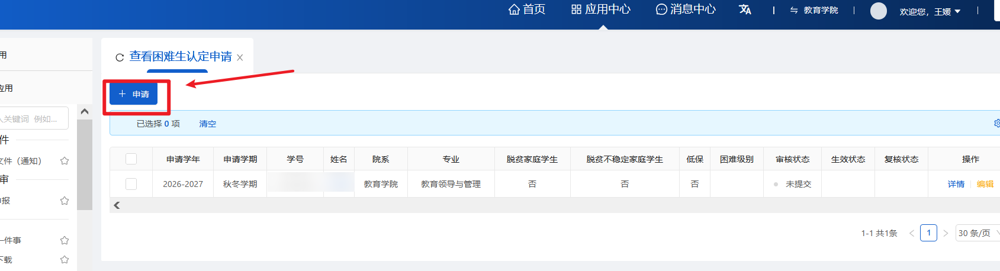 首页 应用中心 消息中心 教育学院 欢迎您，王媛
用
查看困难生认定申请
应用
申请
入关键词 例如...
已选择 0 项 清空
件
文件（通知）
申请学年 申请学期 学号 姓名 院系 专业 脱贫家庭学生 脱贫不稳定家庭学生 低保 困难级别 审核状态 生效状态 复核状态 操作
审
2026-2027 秋冬学期 教育学院 教育领导与管理 否 否 否 未提交 详情 编辑
申报
1-1 共1条 1 30 条/页
一件事
下载